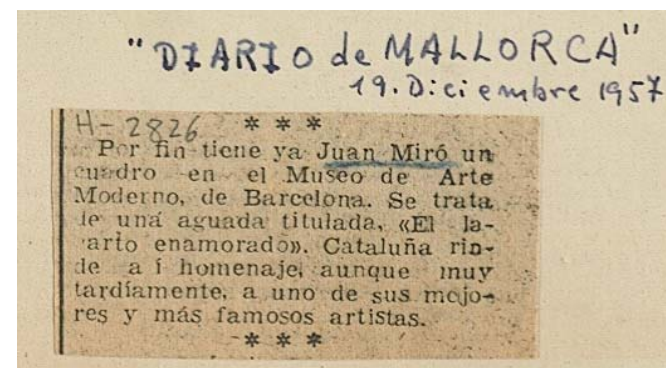 "DIARIO de MALLORCA"
19. Diciembre 1957
H-2826 * * *
Por fin tiene ya Juan Miró un
cuadro en el Museo de Arte
Moderno, de Barcelona. Se trata
de una aguada titulada, «El la-
arto enamorado». Cataluña rin-
de a í homenaje, aunque muy
tardíamente, a uno de sus mejo-
res y más famosos artistas.
* * *